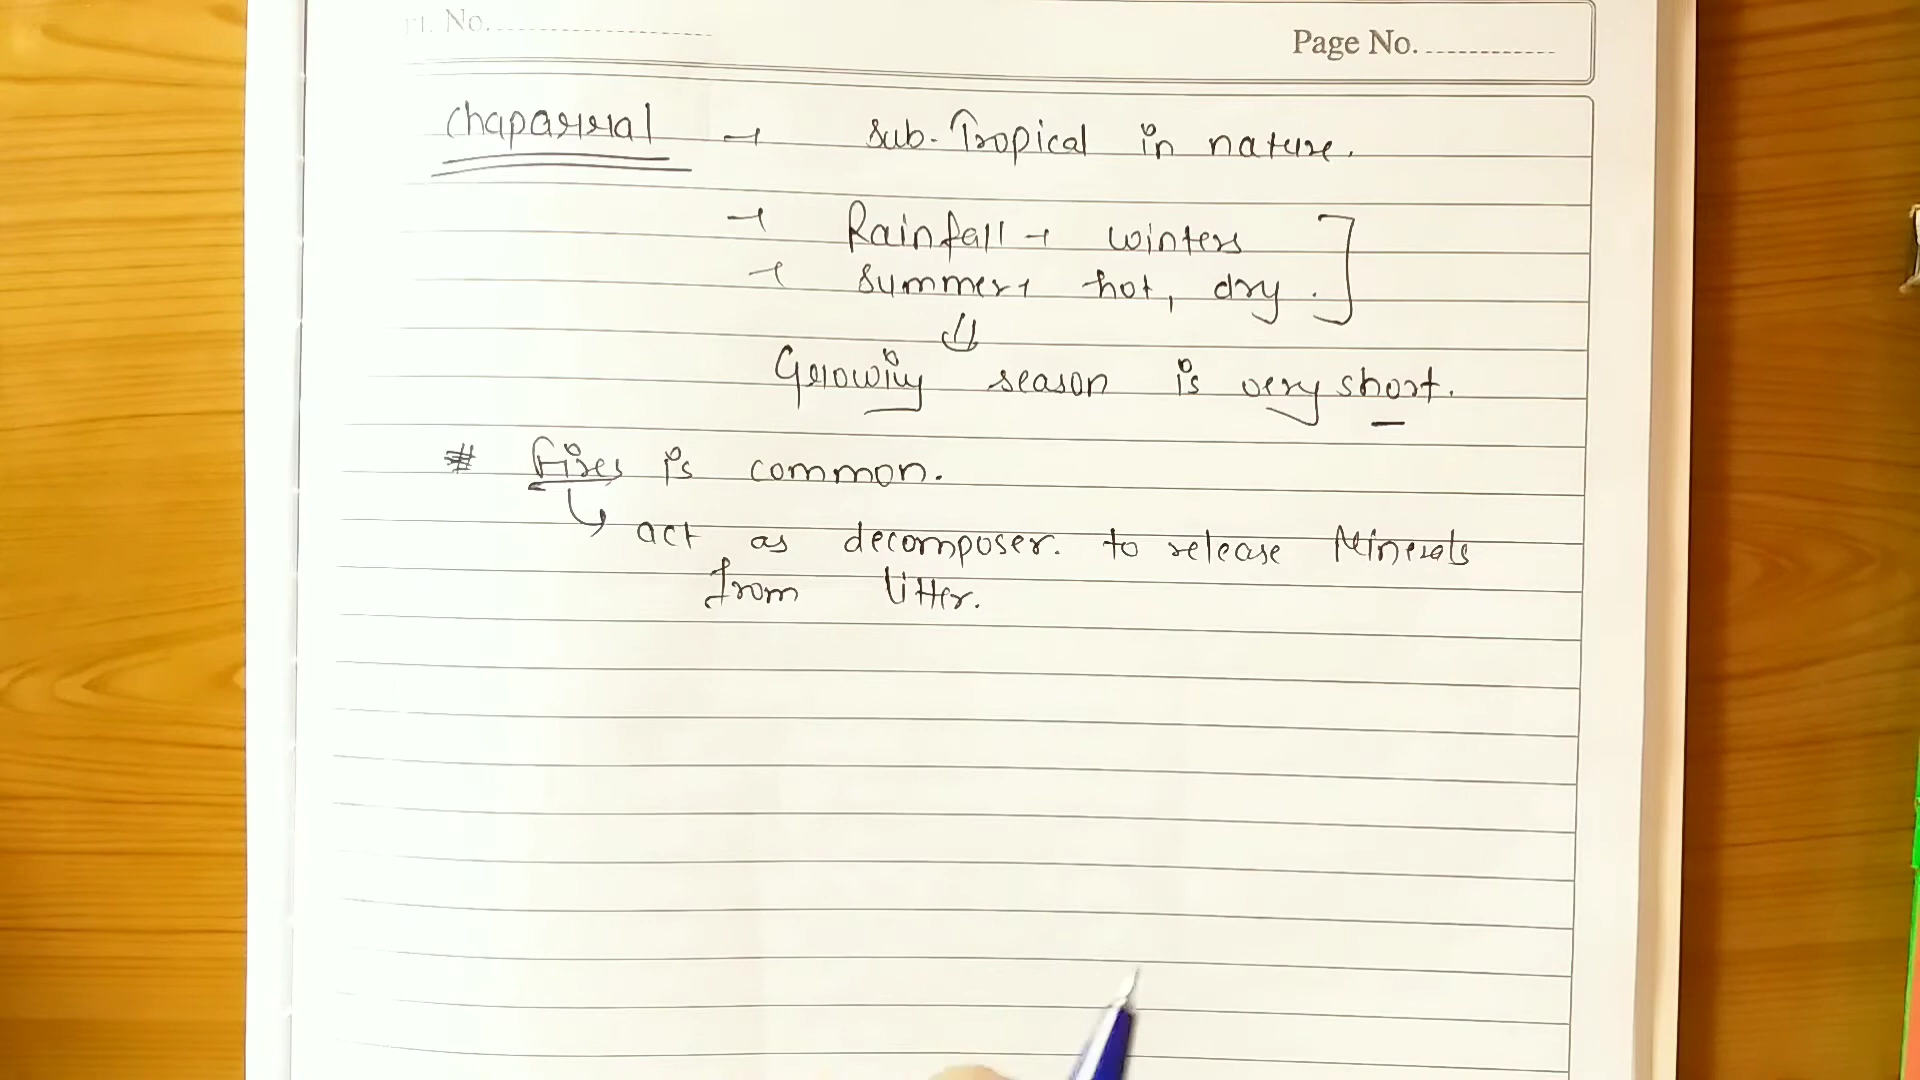 Pl. No.
Page No.
Chaparral → Sub-Tropical in nature.
→ Rainfall → winters
→ Summer → hot, dry.
⇓
Growing season is very short.
# Fires is common.
↳ act as decomposer. to release Minerals
from litter.